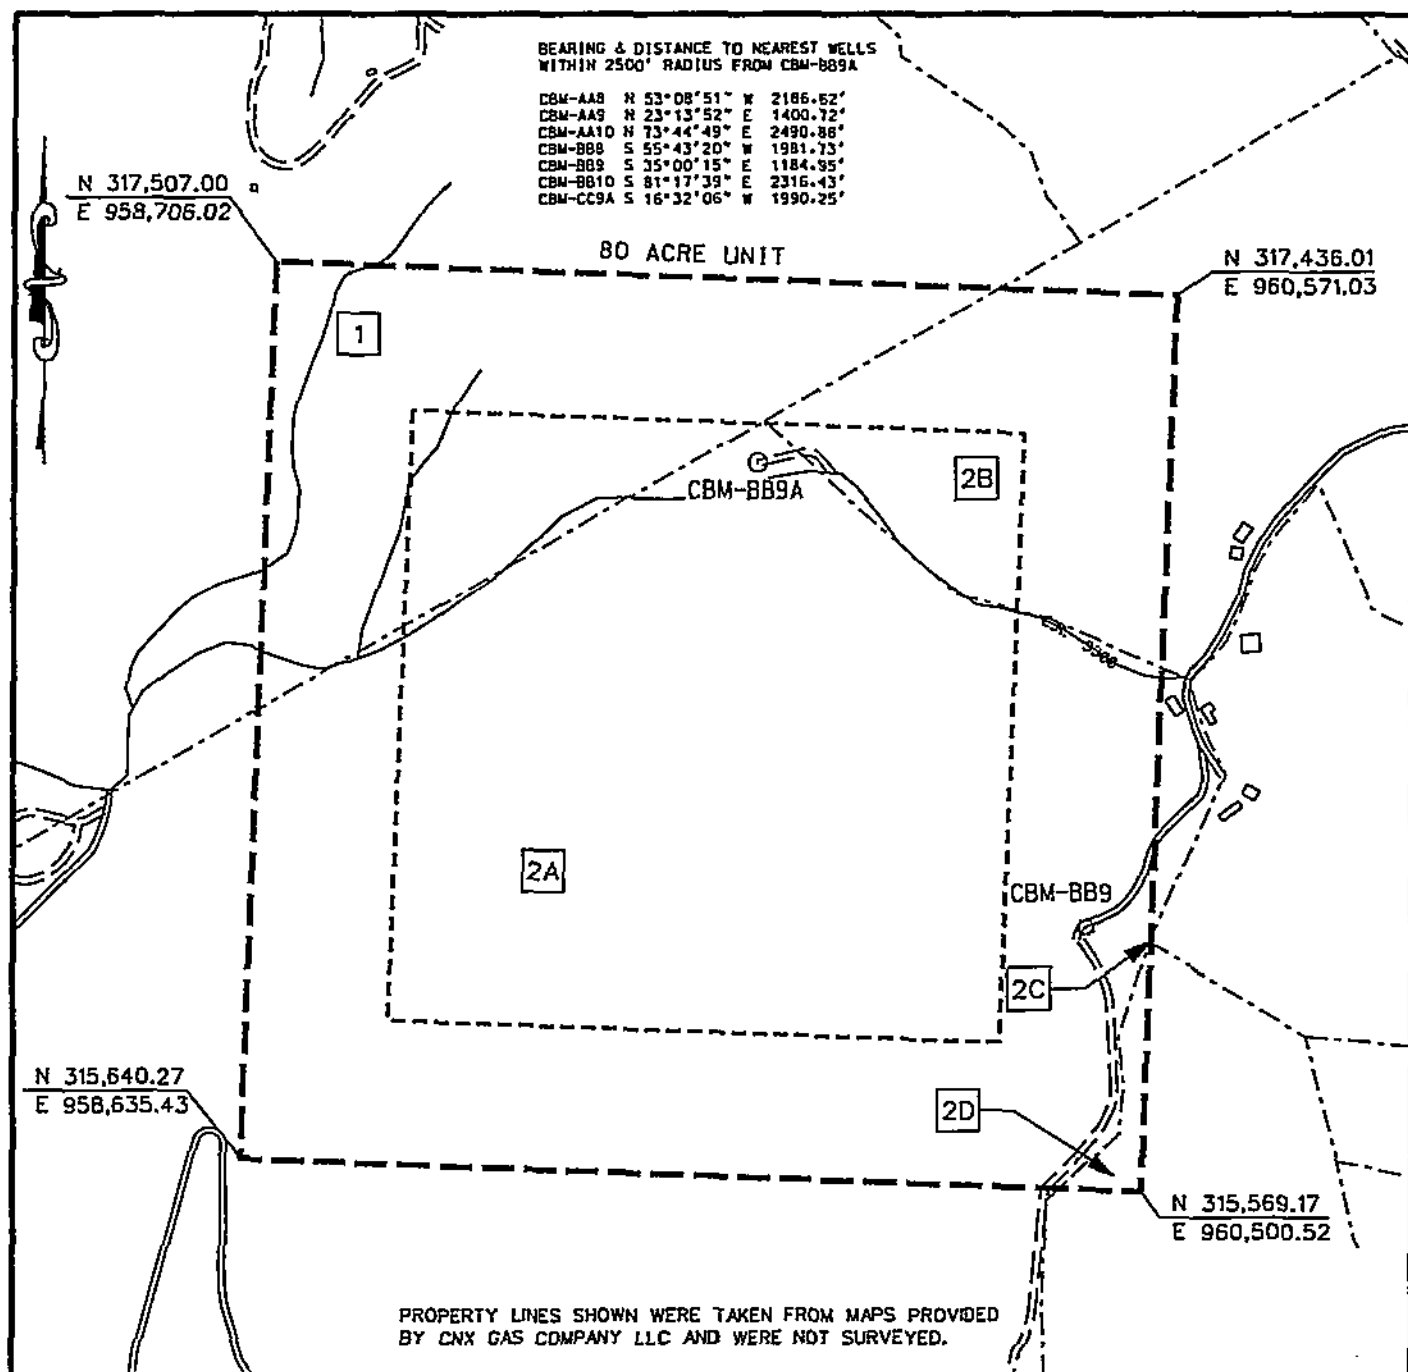 BEARING & DISTANCE TO NEAREST WELLS
WITHIN 2500' RADIUS FROM CBM-BB9A
CBM-AA8 N 53°08'51" W 2186.62'
CBM-AA9 N 23°13'52" E 1400.72'
CBM-AA10 N 73°44'49" E 2490.86'
CBM-BB8 S 55°43'20" W 1981.73'
CBM-BB9 S 35°00'15" E 1184.95'
CBM-BB10 S 81°17'39" E 2316.43'
CBM-CC9A S 16°32'06" W 1990.25'
N 317,507.00
E 958,706.02
80 ACRE UNIT
N 317,436.01
E 960,571.03
1
2B
CBM-BB9A
2A
CBM-BB9
2C
N 315,640.27
E 958,635.43
2D
N 315,569.17
E 960,500.52
PROPERTY LINES SHOWN WERE TAKEN FROM MAPS PROVIDED
BY CNX GAS COMPANY LLC AND WERE NOT SURVEYED.